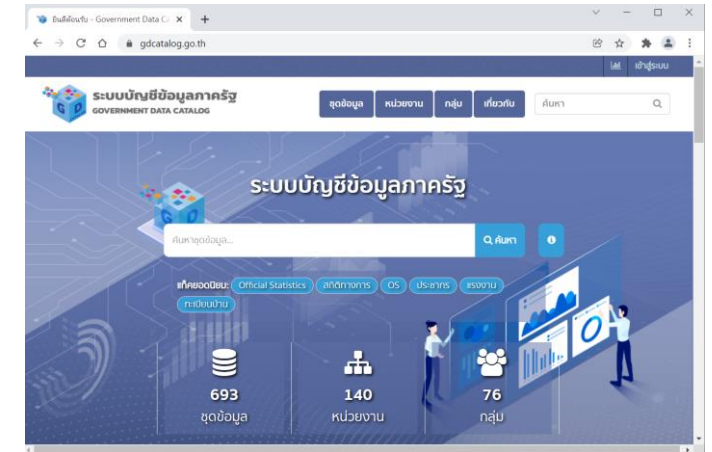 ยินดีต้อนรับ - Government Data Ca
gdcatalog.go.th
เข้าสู่ระบบ
GD
ระบบบัญชีข้อมูลภาครัฐ
GOVERNMENT DATA CATALOG
ชุดข้อมูล หน่วยงาน กลุ่ม เกี่ยวกับ ค้นหา
ระบบบัญชีข้อมูลภาครัฐ
GD
ค้นหาชุดข้อมูล... ค้นหา
แท็คยอดนิยม: Official Statistics สถิติทางการ OS ประชากร แรงงาน
ทะเบียนบ้าน
693 140 76
ชุดข้อมูล หน่วยงาน กลุ่ม